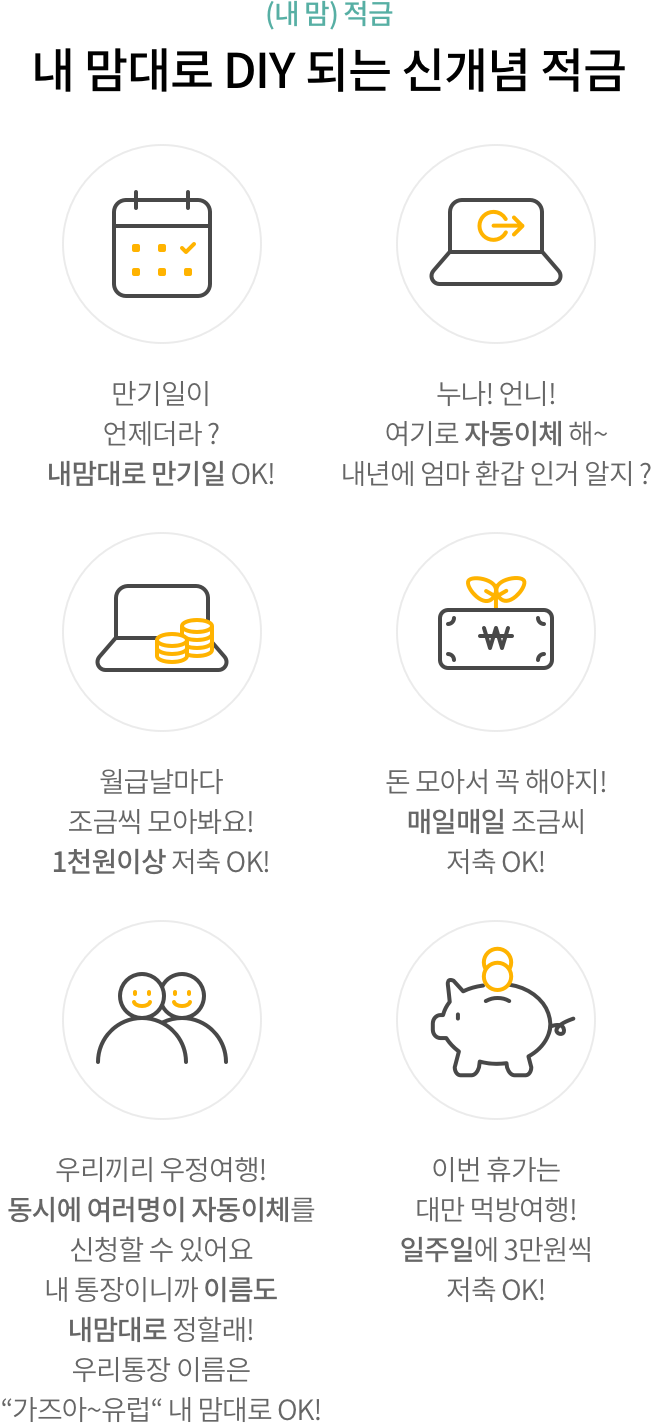 (내 맘) 적금
내 맘대로 DIY 되는 신개념 적금
만기일이
언제더라 ?
내맘대로 만기일 OK!
누나! 언니!
여기로 자동이체 해~
내년에 엄마 환갑 인거 알지 ?
월급날마다
조금씩 모아봐요!
1천원이상 저축 OK!
₩
돈 모아서 꼭 해야지!
매일매일 조금씨
저축 OK!
우리끼리 우정여행!
동시에 여러명이 자동이체를
신청할 수 있어요
내 통장이니까 이름도
내맘대로 정할래!
우리통장 이름은
“가즈아~유럽“ 내 맘대로 OK!
이번 휴가는
대만 먹방여행!
일주일에 3만원씩
저축 OK!